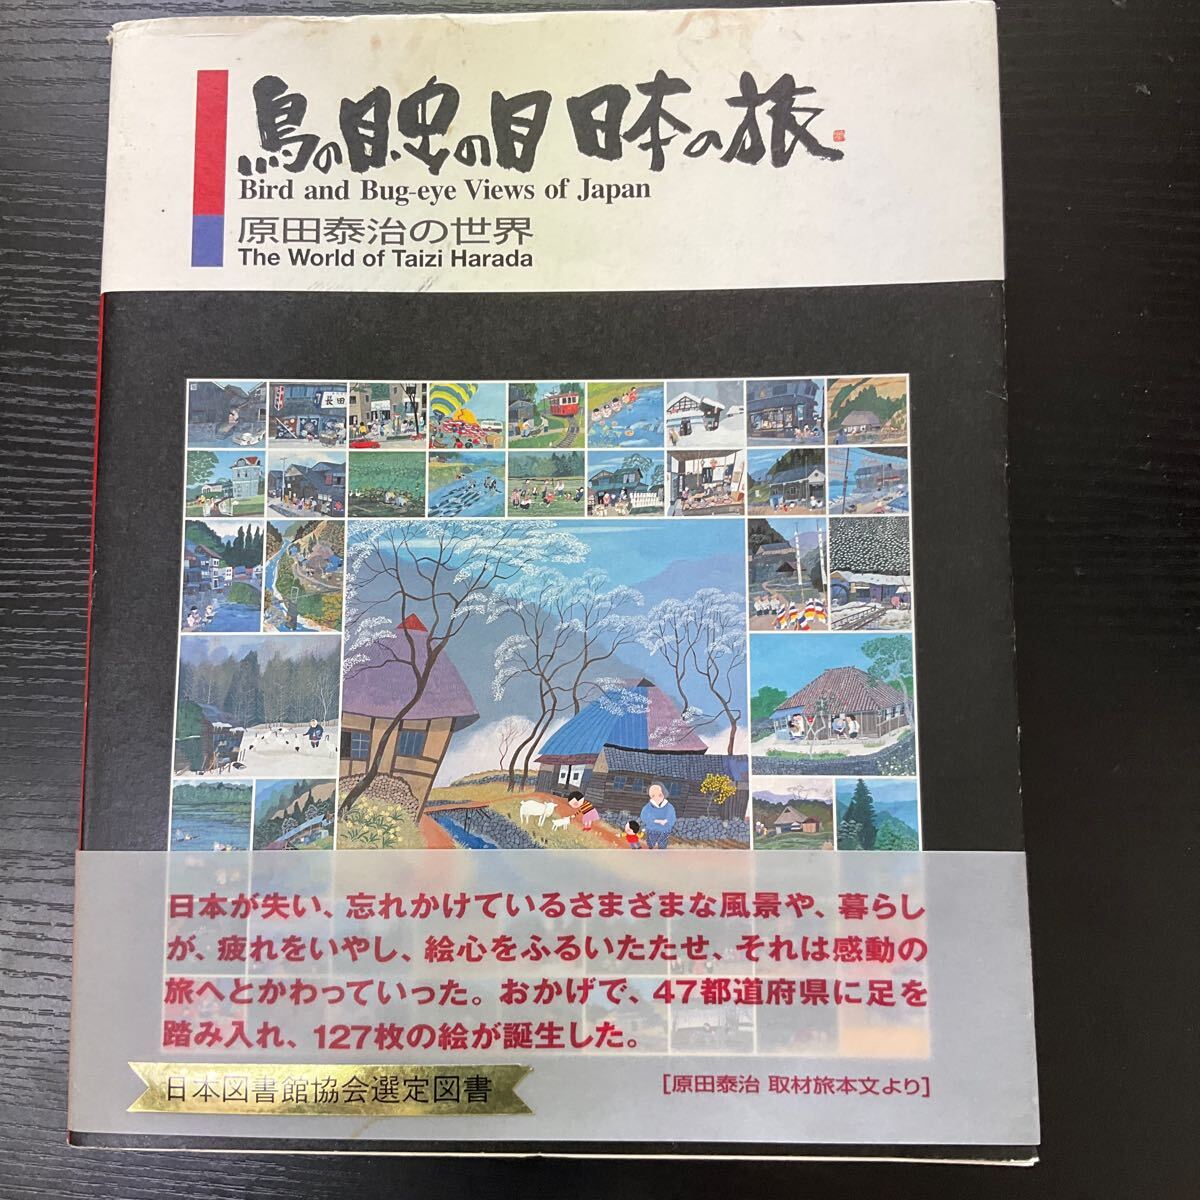 鳥の目虫の目 日本の旅
Bird and Bug-eye Views of Japan
原田泰治の世界
The World of Taizi Harada
長田
日本が失い、忘れかけているさまざまな風景や、暮らし
が、疲れをいやし、絵心をふるいたたせ、それは感動の
旅へとかわっていった。おかげで、47都道府県に足を
踏み入れ、127枚の絵が誕生した。
[原田泰治 取材旅本文より]
日本図書館協会選定図書